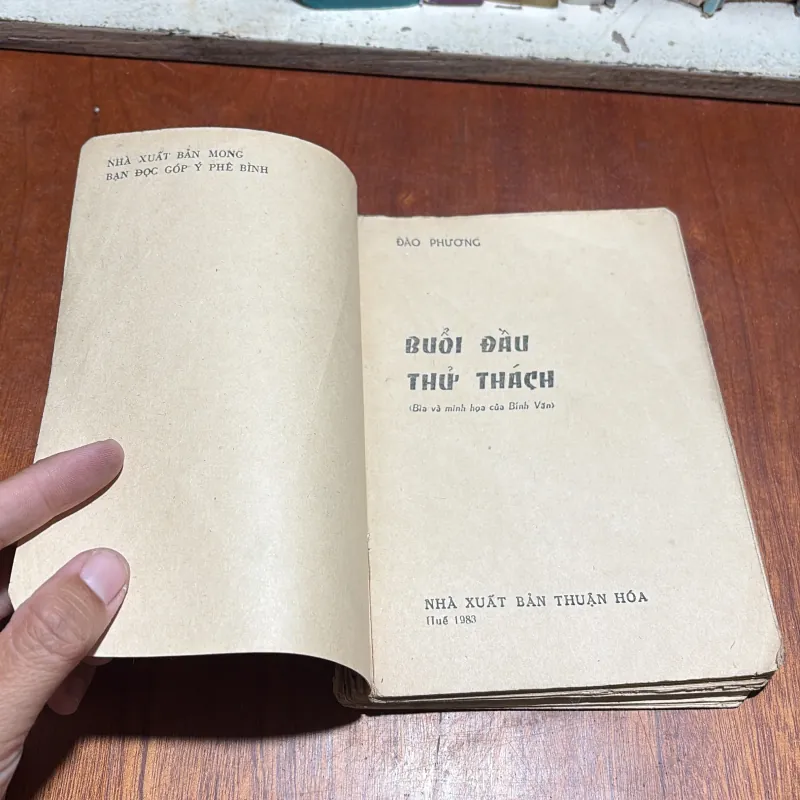 NHÀ XUẤT BẢN MONG
BẠN ĐỌC GÓP Ý PHÊ BÌNH
ĐÀO PHƯƠNG
BUỔI ĐẦU
THỬ THÁCH
(Bìa và minh họa của Bính Văn)
NHÀ XUẤT BẢN THUẬN HÓA
Huế 1983